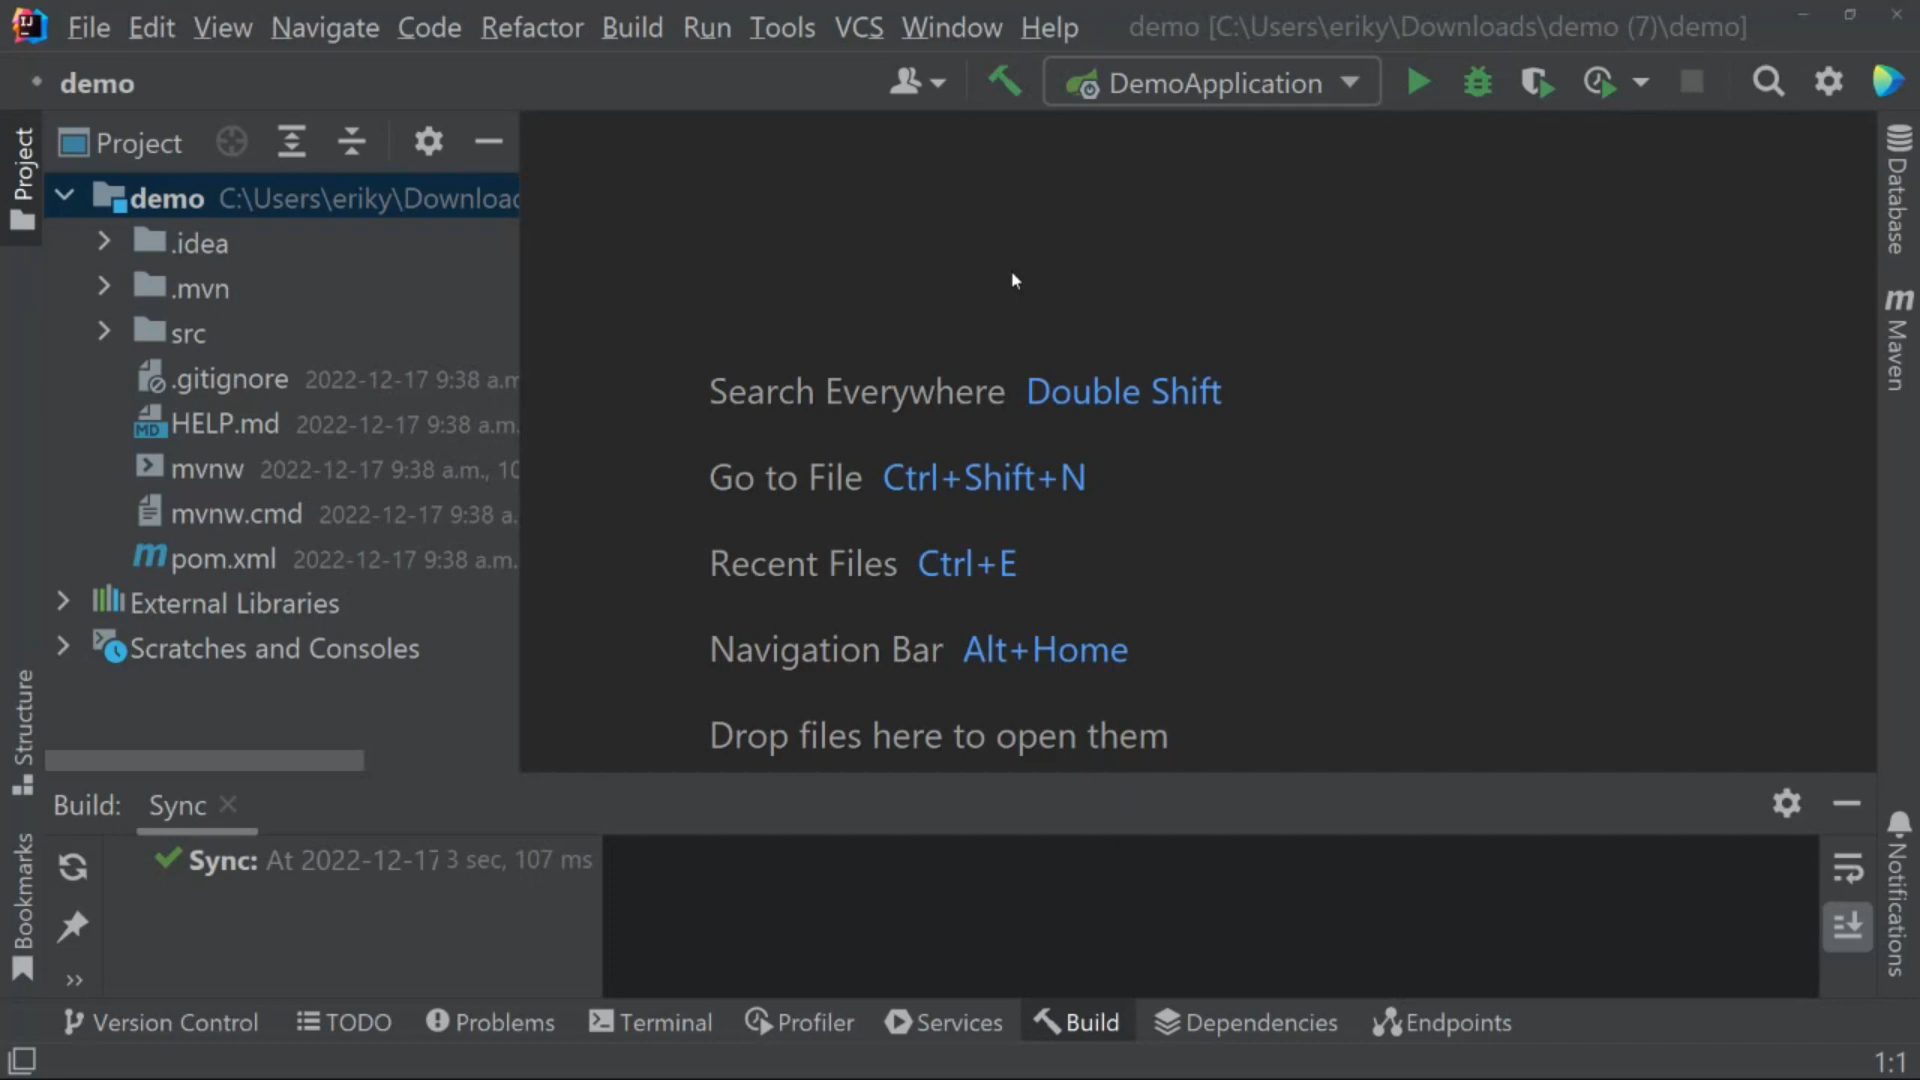 File Edit View Navigate Code Refactor Build Run Tools VCS Window Help demo [C:\Users\eriky\Downloads\demo (7)\demo]
demo DemoApplication
Project
Project
demo C:\Users\eriky\Downloa
.idea
.mvn
src
.gitignore 2022-12-17 9:38 a.m
HELP.md 2022-12-17 9:38 a.m.
mvnw 2022-12-17 9:38 a.m., 10
mvnw.cmd 2022-12-17 9:38 a.
pom.xml 2022-12-17 9:38 a.m.
External Libraries
Scratches and Consoles
Search Everywhere Double Shift
Go to File Ctrl+Shift+N
Recent Files Ctrl+E
Navigation Bar Alt+Home
Drop files here to open them
Database
Maven
Structure
Bookmarks
Build: Sync
Sync: At 2022-12-17 3 sec, 107 ms
Notifications
Version Control TODO Problems Terminal Profiler Services Build Dependencies Endpoints
1:1